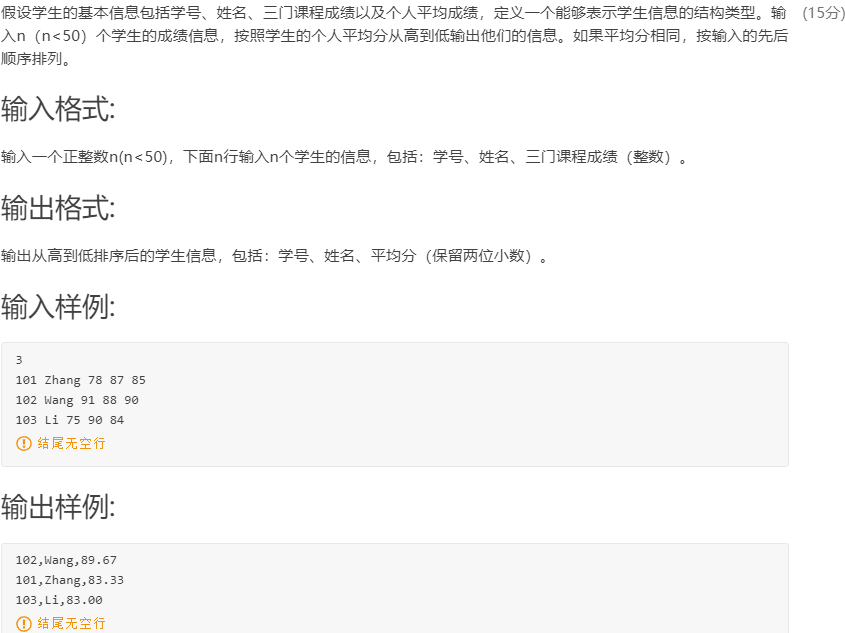 假设学生的基本信息包括学号、姓名、三门课程成绩以及个人平均成绩，定义一个能够表示学生信息的结构类型。输 (15分)
入n（n<50）个学生的成绩信息，按照学生的个人平均分从高到低输出他们的信息。如果平均分相同，按输入的先后
顺序排列。
输入格式:
输入一个正整数n(n<50)，下面n行输入n个学生的信息，包括：学号、姓名、三门课程成绩（整数）。
输出格式:
输出从高到低排序后的学生信息，包括：学号、姓名、平均分（保留两位小数）。
输入样例:
3
101 Zhang 78 87 85
102 Wang 91 88 90
103 Li 75 90 84
结尾无空行
输出样例:
102,Wang,89.67
101,Zhang,83.33
103,Li,83.00
结尾无空行